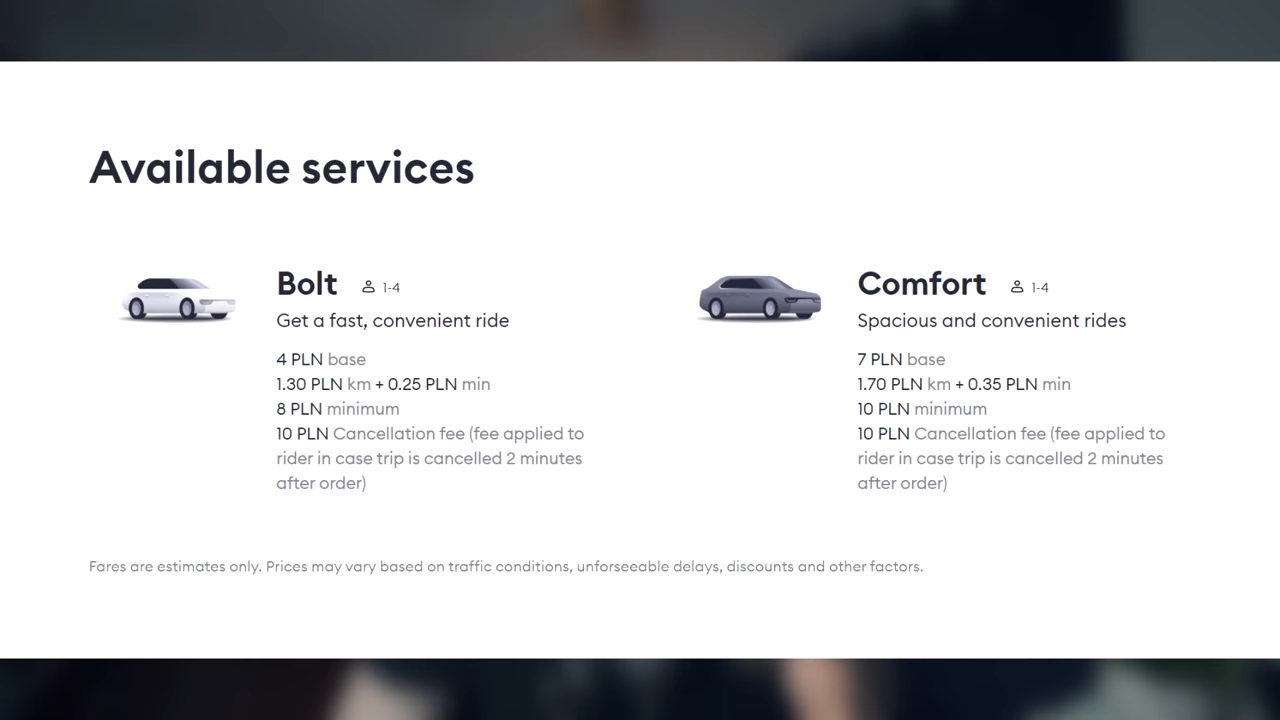 Available services
Bolt 1-4
Get a fast, convenient ride
4 PLN base
1.30 PLN km + 0.25 PLN min
8 PLN minimum
10 PLN Cancellation fee (fee applied to
rider in case trip is cancelled 2 minutes
after order)
Comfort 1-4
Spacious and convenient rides
7 PLN base
1.70 PLN km + 0.35 PLN min
10 PLN minimum
10 PLN Cancellation fee (fee applied to
rider in case trip is cancelled 2 minutes
after order)
Fares are estimates only. Prices may vary based on traffic conditions, unforseeable delays, discounts and other factors.